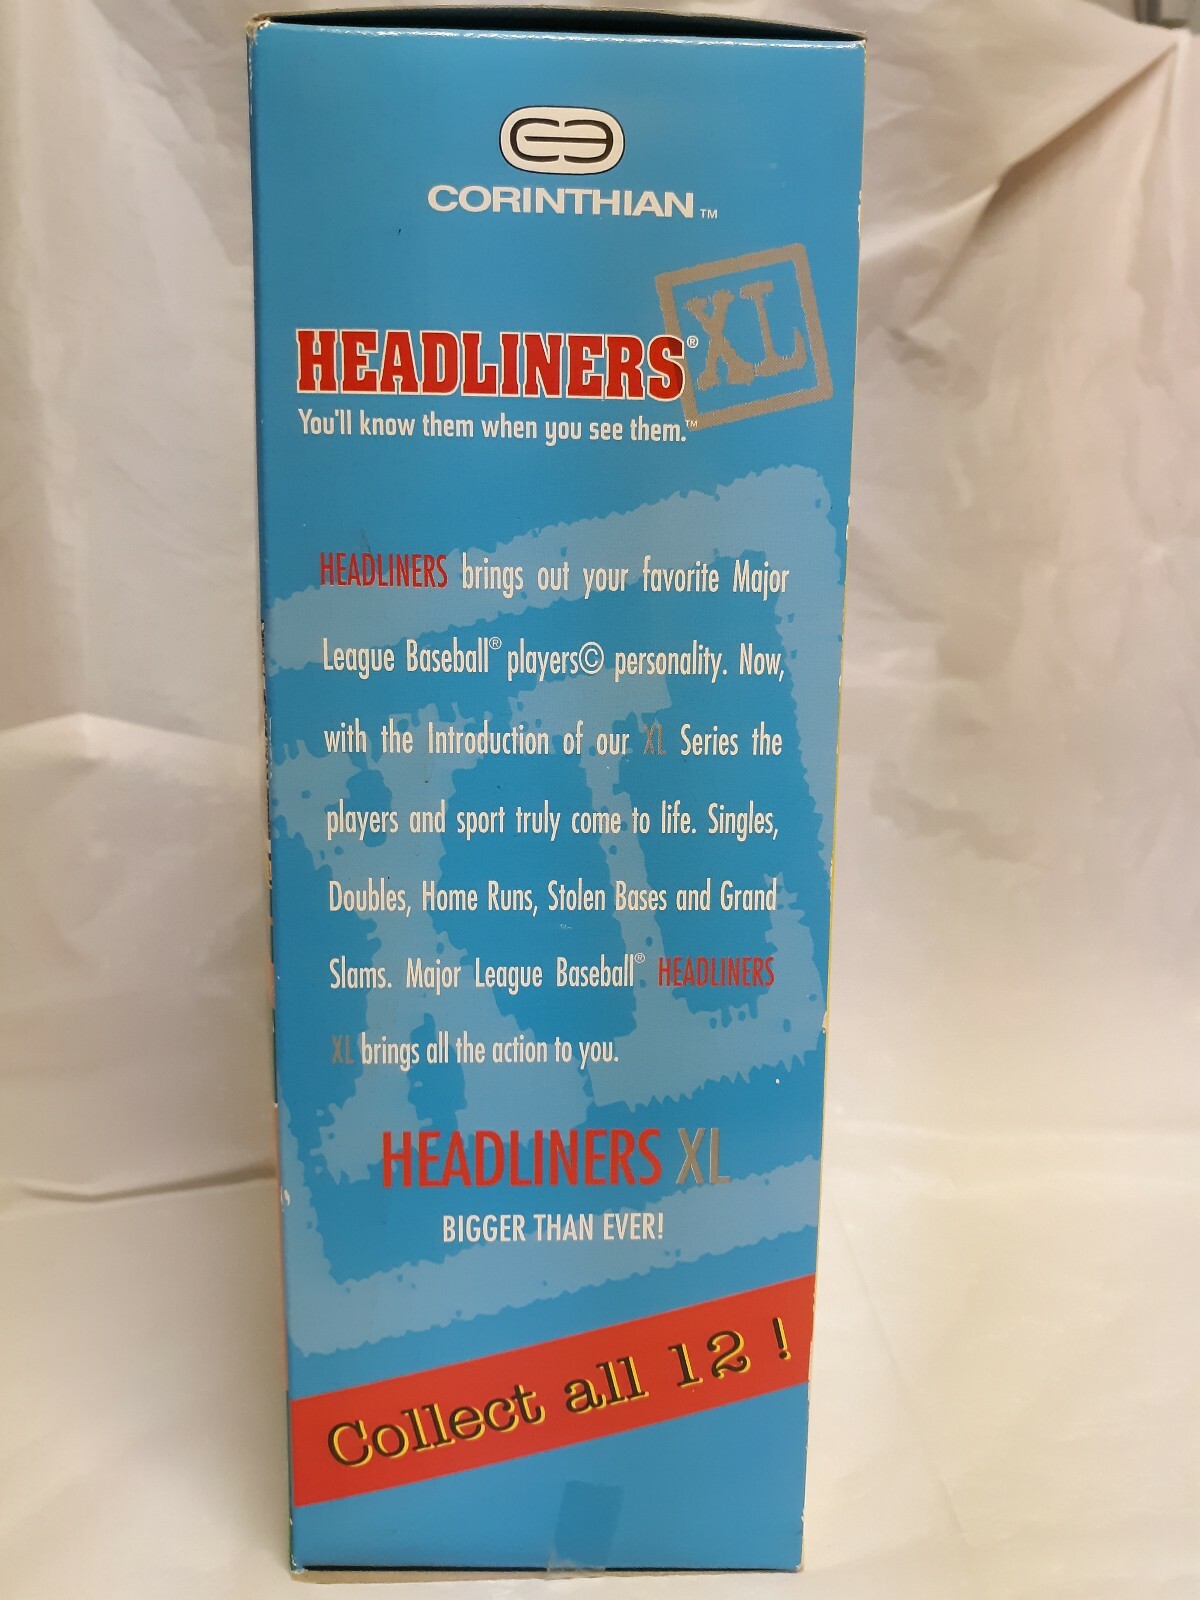 CORINTHIAN™
XL
HEADLINERS®
You'll know them when you see them.™
HEADLINERS brings out your favorite Major
League Baseball® players© personality. Now,
with the Introduction of our XL Series the
players and sport truly come to life. Singles,
Doubles, Home Runs, Stolen Bases and Grand
Slams. Major League Baseball® HEADLINERS
XL brings all the action to you.
HEADLINERS XL
BIGGER THAN EVER!
Collect all 12 !